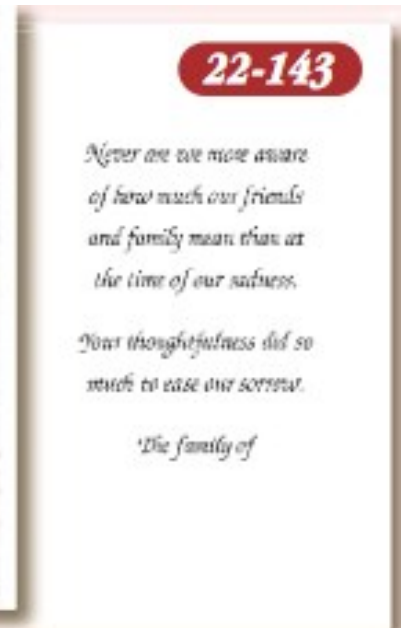 22-143
Never are we more aware
of how much our friends
and family mean than at
the time of our sadness.
Your thoughtfulness did so
much to ease our sorrow.
The family of